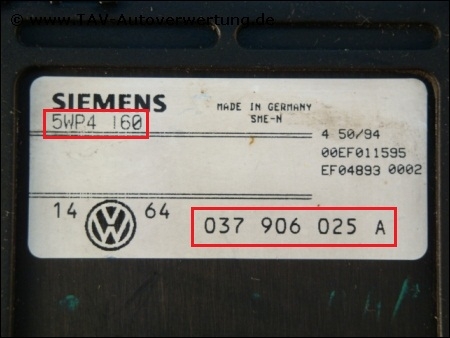 © www.TAV-Autoverwertung.de
SIEMENS
MADE IN GERMANY
SME-N
5WP4 160
4 50/94
00EF011595
EF04893 0002
14 64
037 906 025 A